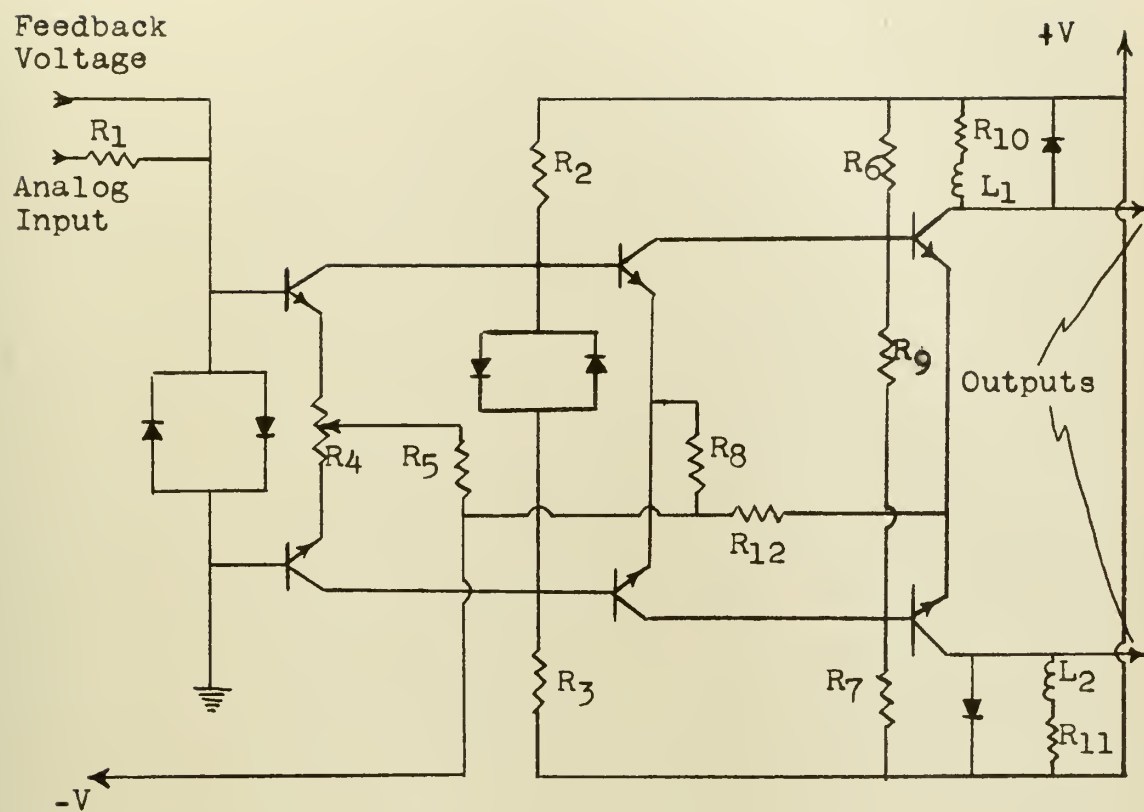 Feedback
Voltage
+V
R1
Analog
Input
R2
R6
R10
L1
R9
Outputs
R4
R5
R8
R12
R3
R7
L2
R11
-V